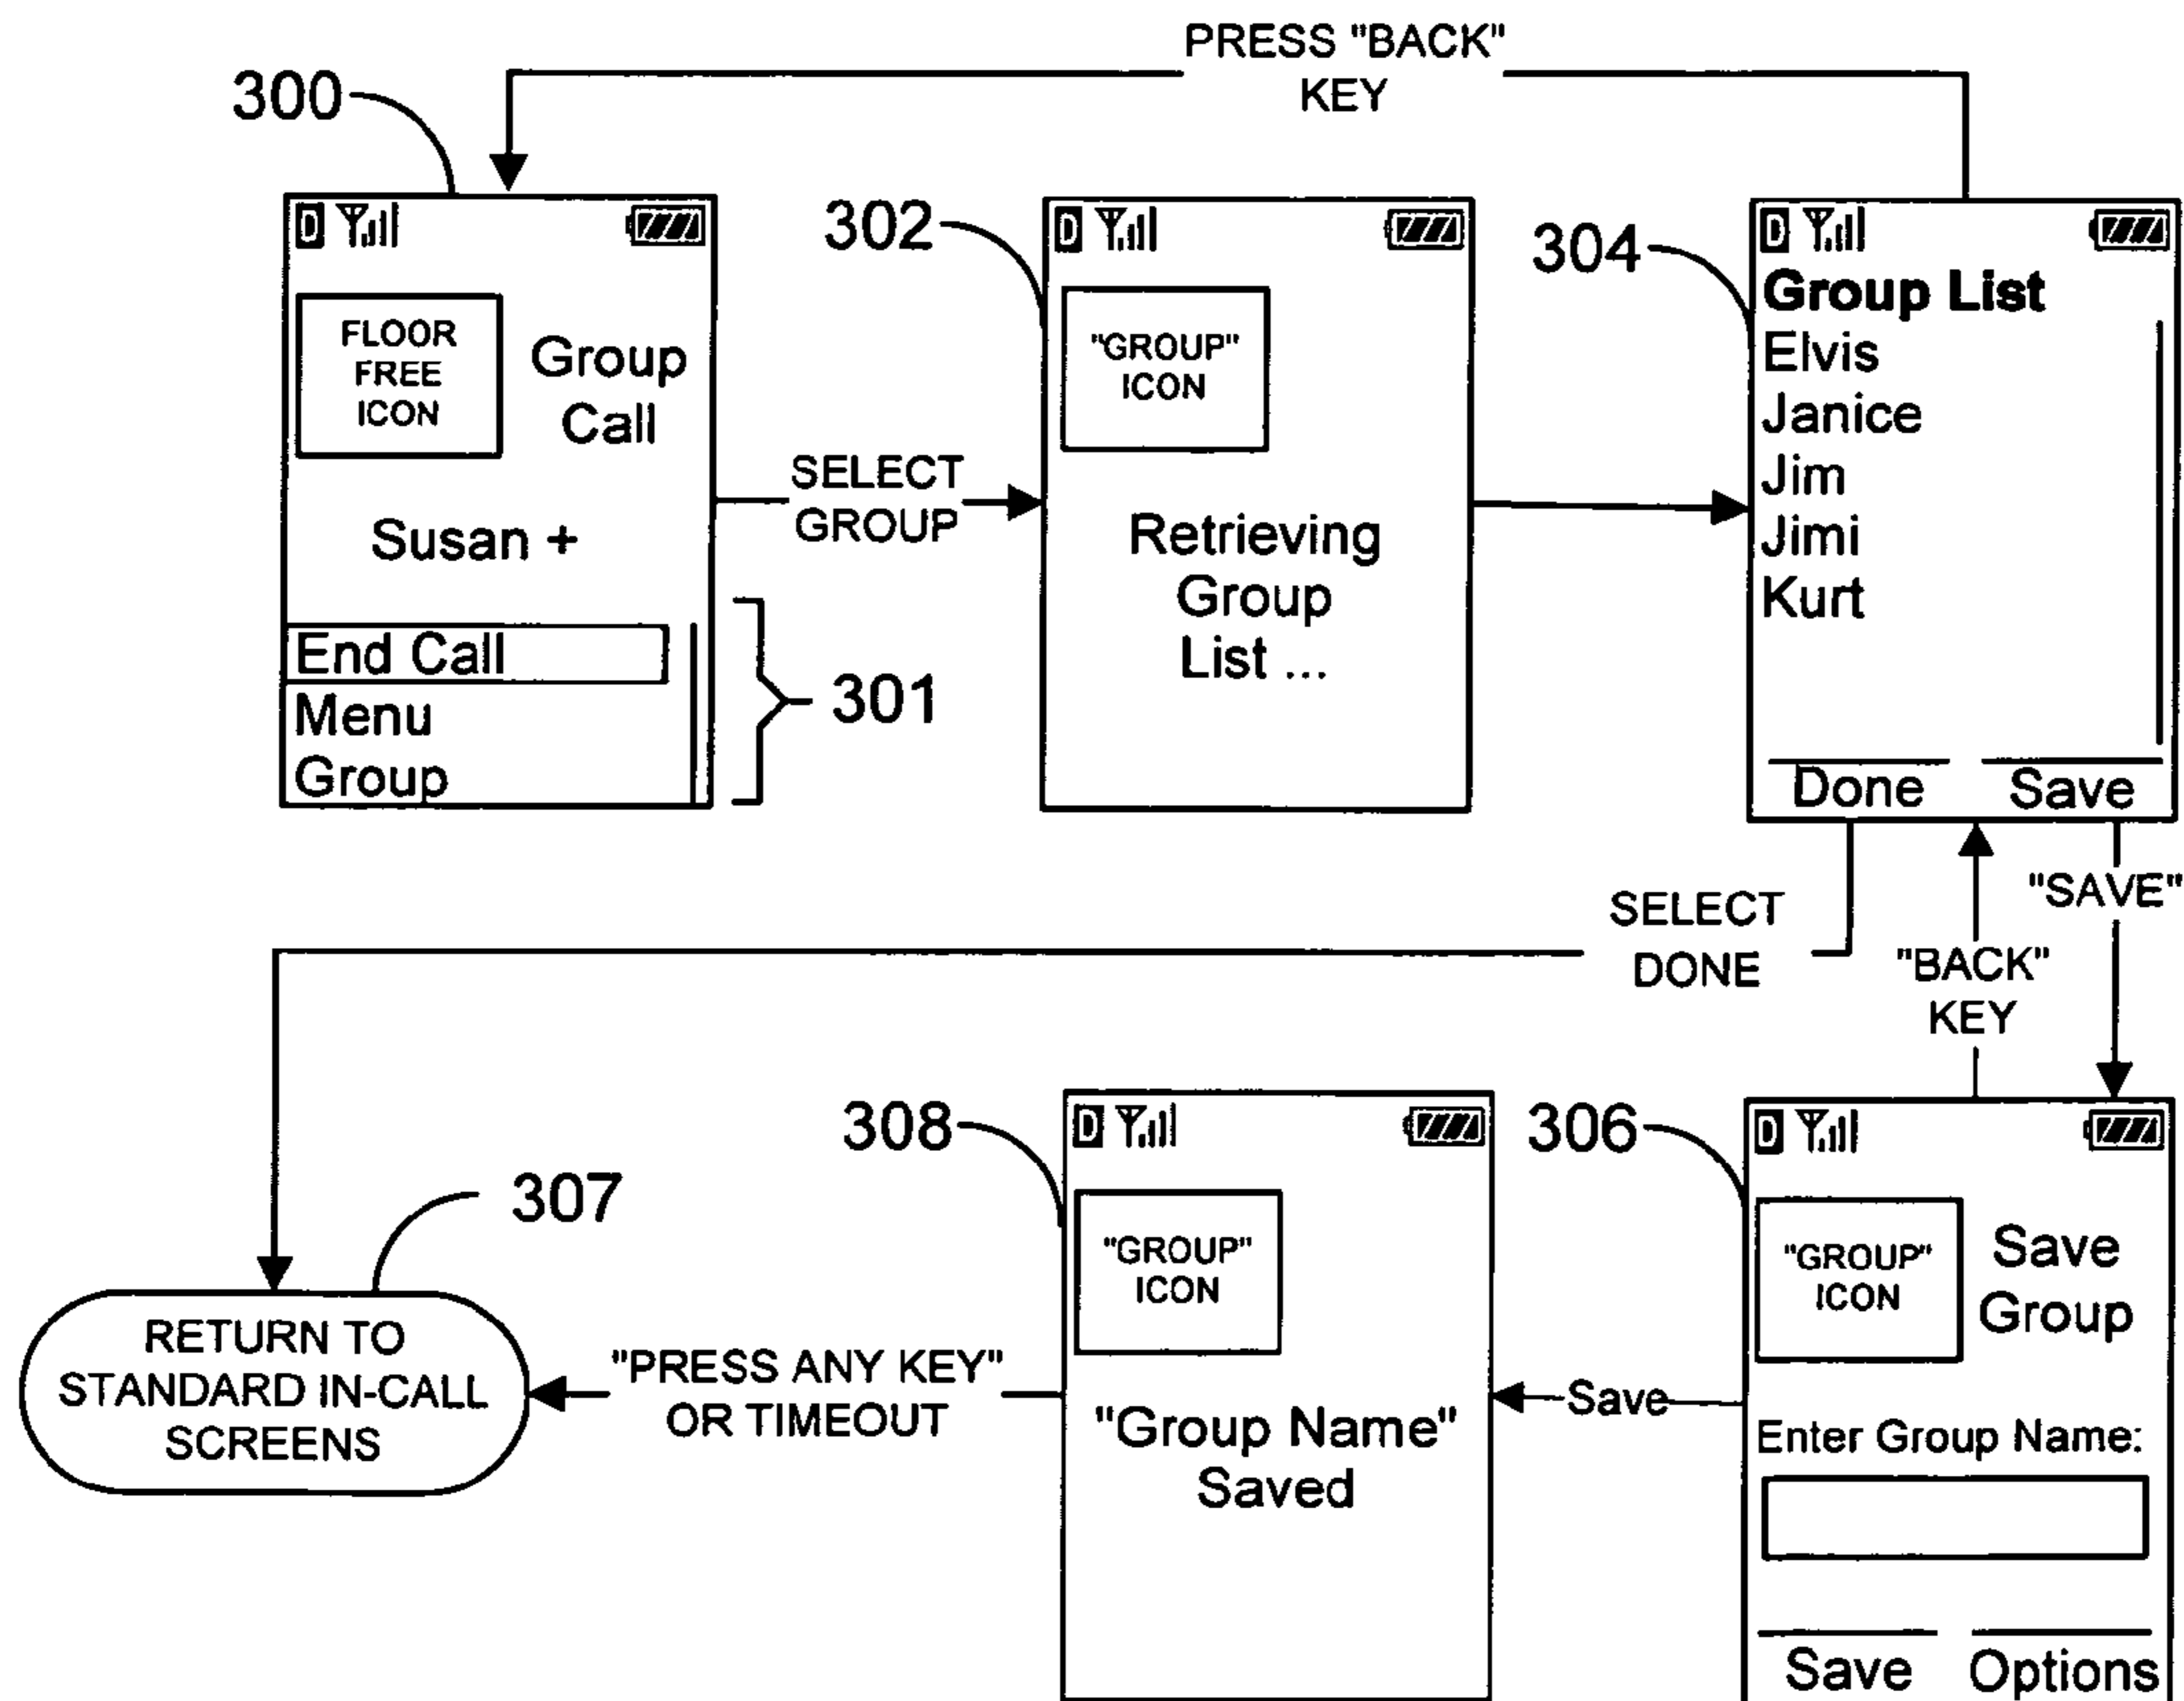 PRESS "BACK"
KEY
300
D
FLOOR
FREE
ICON
Group
Call
Susan +
End Call
Menu
Group
301
SELECT
GROUP
302
D
"GROUP"
ICON
Retrieving
Group
List ...
304
D
Group List
Elvis
Janice
Jim
Jimi
Kurt
Done
Save
SELECT
DONE
"BACK"
KEY
"SAVE"
306
D
"GROUP"
ICON
Save
Group
Enter Group Name:
Save
Options
Save
308
D
"GROUP"
ICON
"Group Name"
Saved
"PRESS ANY KEY"
OR TIMEOUT
307
RETURN TO
STANDARD IN-CALL
SCREENS